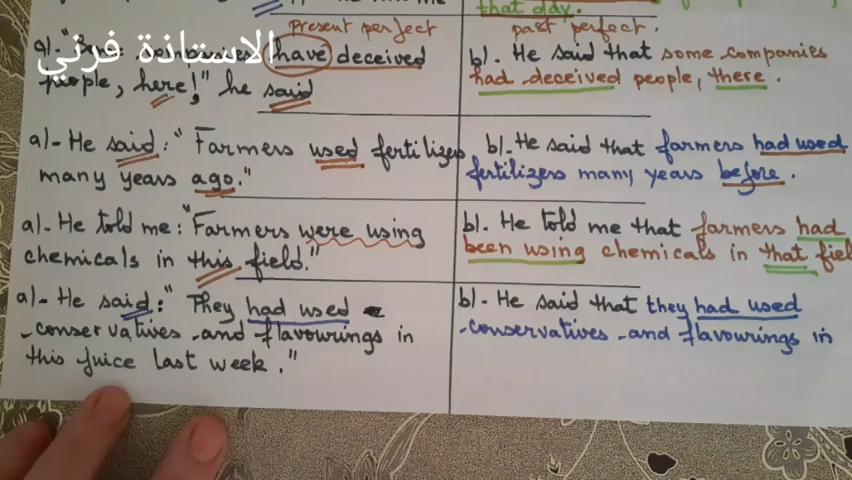 that day.
Present perfect
past perfect.
الاستاذة فرني
a)- "
have deceived
people, here!" he said
b)- He said that some companies
had deceived people, there.
a)- He said: "Farmers used fertilizers
many years ago."
b)- He said that farmers had used
fertilizers many years before.
a)- He told me: "Farmers were using
chemicals in this field."
b)- He told me that farmers had
been using chemicals in that
a)- He said: "They had used
conservatives and flavourings in
this juice last week."
b)- He said that they had used
conservatives and flavourings in